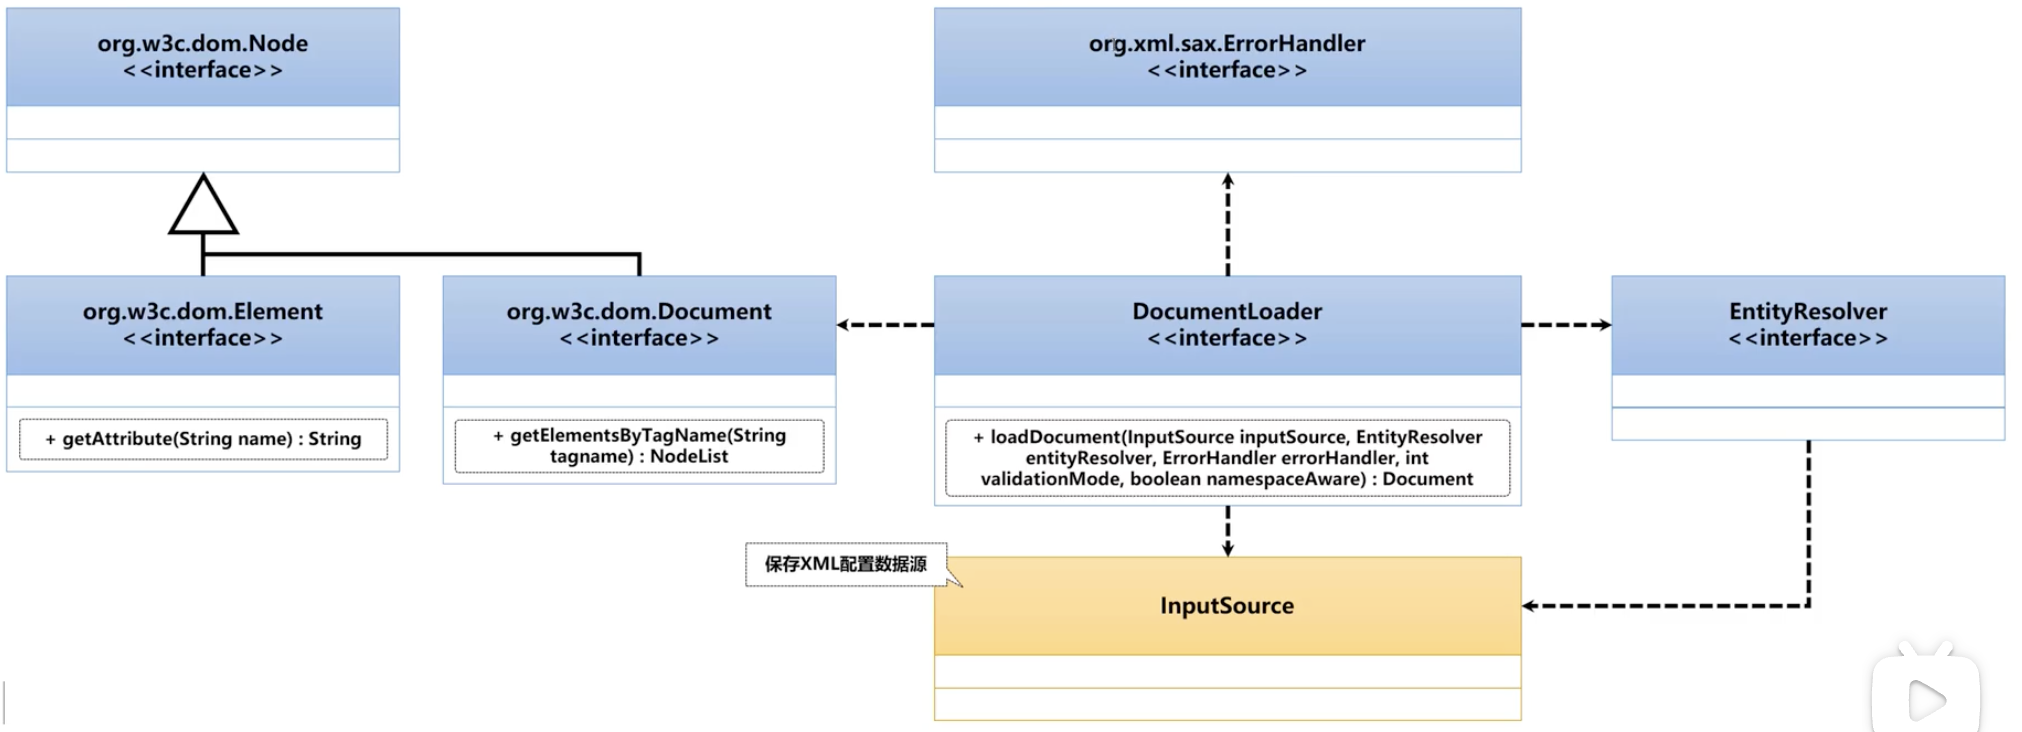 org.w3c.dom.Node
<<interface>>
org.xml.sax.ErrorHandler
<<interface>>
org.w3c.dom.Element
<<interface>>
+ getAttribute(String name) : String
org.w3c.dom.Document
<<interface>>
+ getElementsByTagName(String
tagname) : NodeList
DocumentLoader
<<interface>>
+ loadDocument(InputSource inputSource, EntityResolver
entityResolver, ErrorHandler errorHandler, int
validationMode, boolean namespaceAware) : Document
EntityResolver
<<interface>>
保存XML配置数据源
InputSource